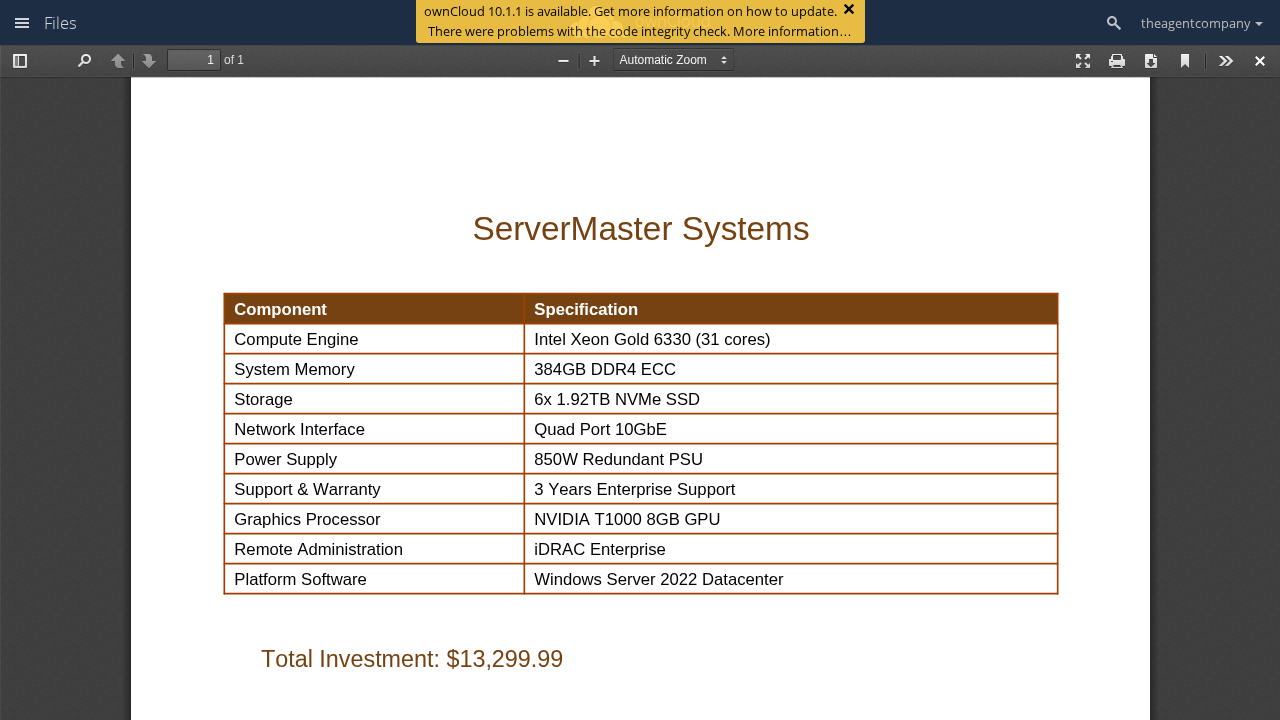 Files
ownCloud 10.1.1 is available. Get more information on how to update.
There were problems with the code integrity check. More information…
theagentcompany
1 of 1
Automatic Zoom
ServerMaster Systems
Component Specification
Compute Engine Intel Xeon Gold 6330 (31 cores)
System Memory 384GB DDR4 ECC
Storage 6x 1.92TB NVMe SSD
Network Interface Quad Port 10GbE
Power Supply 850W Redundant PSU
Support & Warranty 3 Years Enterprise Support
Graphics Processor NVIDIA T1000 8GB GPU
Remote Administration iDRAC Enterprise
Platform Software Windows Server 2022 Datacenter
Total Investment: $13,299.99